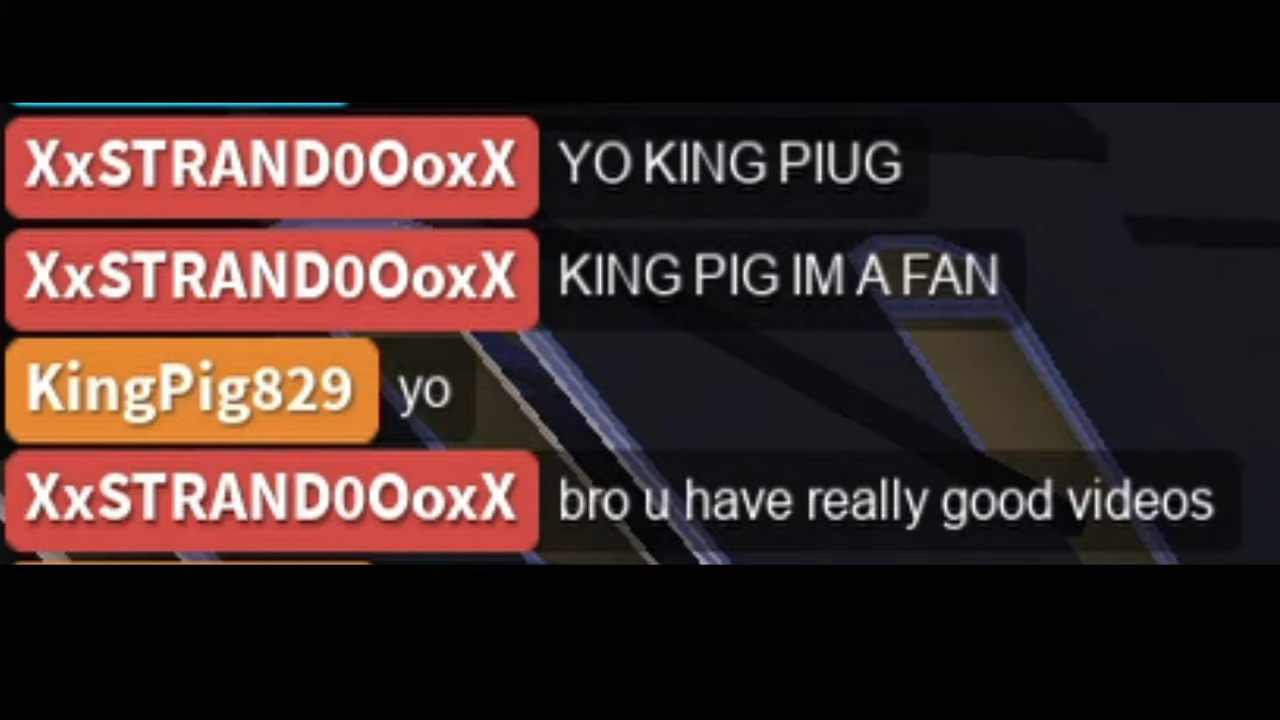 XxSTRAND0OoxX YO KING PIUG
XxSTRAND0OoxX KING PIG IM A FAN
KingPig829 yo
XxSTRAND0OoxX bro u have really good videos